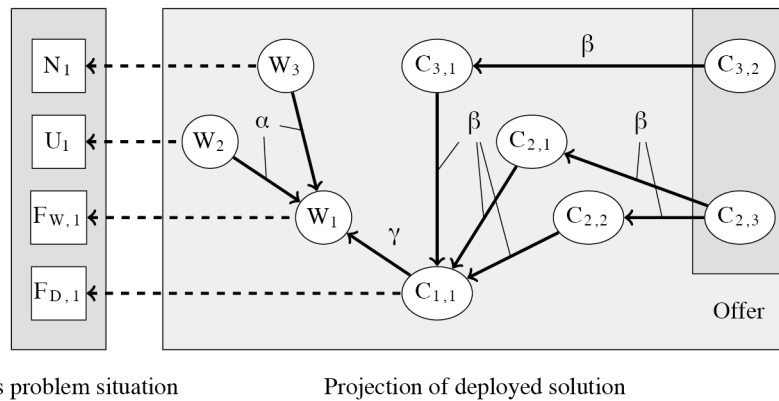 N1 W3 C3,1 β C3,2
α β C2,1 β
U1 W2
FW,1 W1 C2,2 C2,3
γ
FD,1 C1,1
Offer
s problem situation Projection of deployed solution